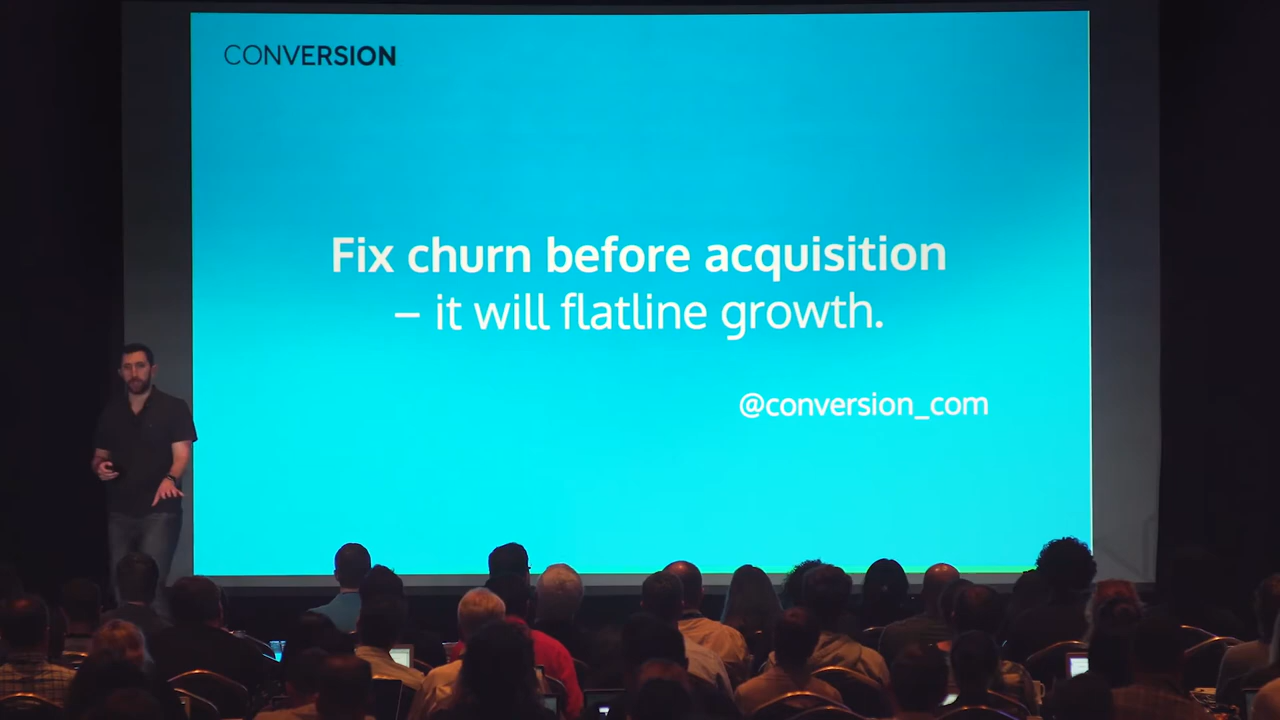 CONVERSION
Fix churn before acquisition
– it will flatline growth.
@conversion_com